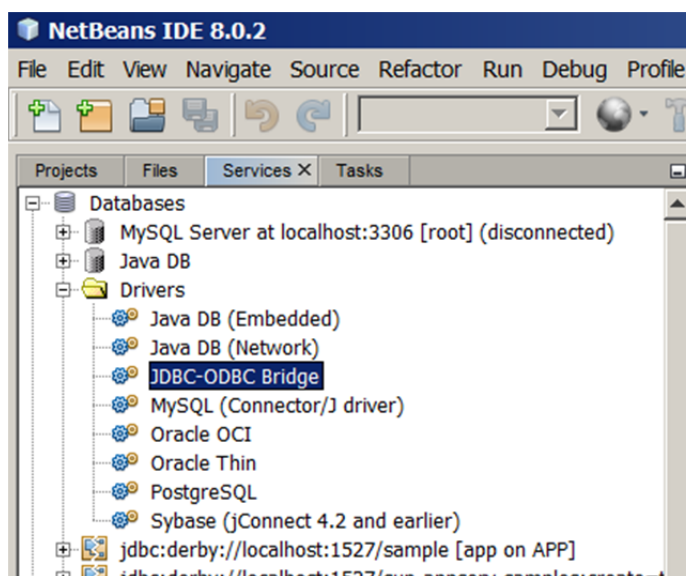 NetBeans IDE 8.0.2
File Edit View Navigate Source Refactor Run Debug Profile
Projects Files Services Tasks
Databases
MySQL Server at localhost:3306 [root] (disconnected)
Java DB
Drivers
Java DB (Embedded)
Java DB (Network)
JDBC-ODBC Bridge
MySQL (Connector/J driver)
Oracle OCI
Oracle Thin
PostgreSQL
Sybase (jConnect 4.2 and earlier)
jdbc:derby://localhost:1527/sample [app on APP]